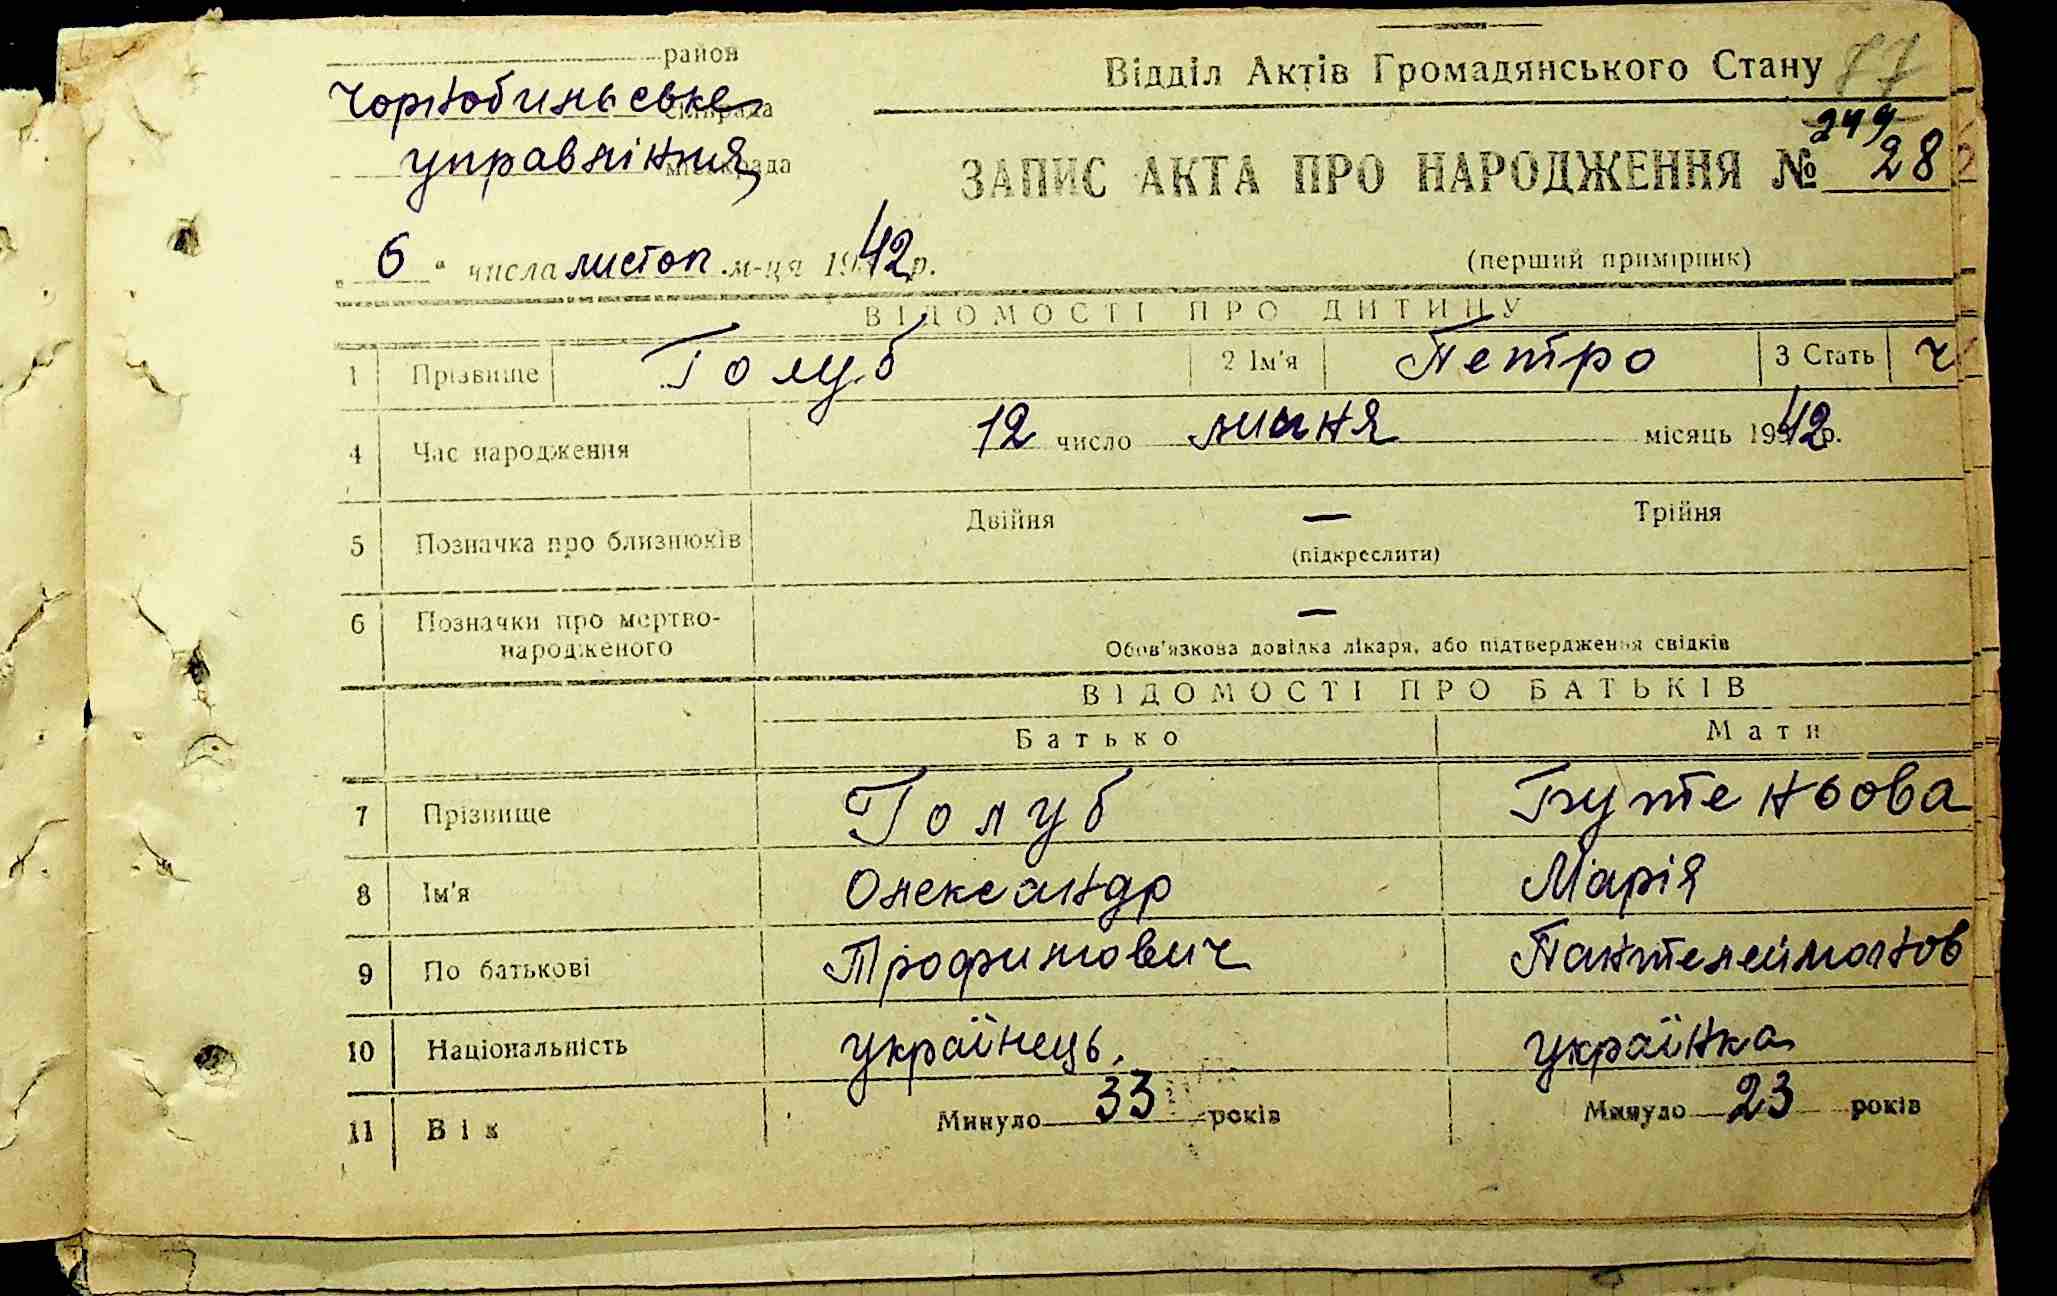 район
Відділ Актів Громадянського Стану 87
Чорнобиньське сільрада
управління міськрада
249
ЗАПИС АКТА ПРО НАРОДЖЕННЯ № 28
„ 6 “ числа листоп. м-ця 1942 р.
(перший примірник)
ВІДОМОСТІ ПРО ДИТИНУ
1 Прізвище Голуб 2 Ім'я Петро 3 Стать ч
4 Час народження 12 число липня місяць 1942 р.
5 Позначка про близнюків Двійня — Трійня
(підкреслити)
6 Позначки про мертво- —
народженого Обов'язкова довідка лікаря, або підтвердження свідків
ВІДОМОСТІ ПРО БАТЬКІВ
Батько Мати
7 Прізвище Голуб
8 Ім'я Олександр Марія
9 По батькові Трофимович Пантелеймонов
10 Національність українець. українка
11 Вік Минуло 33 років Минуло 23 років